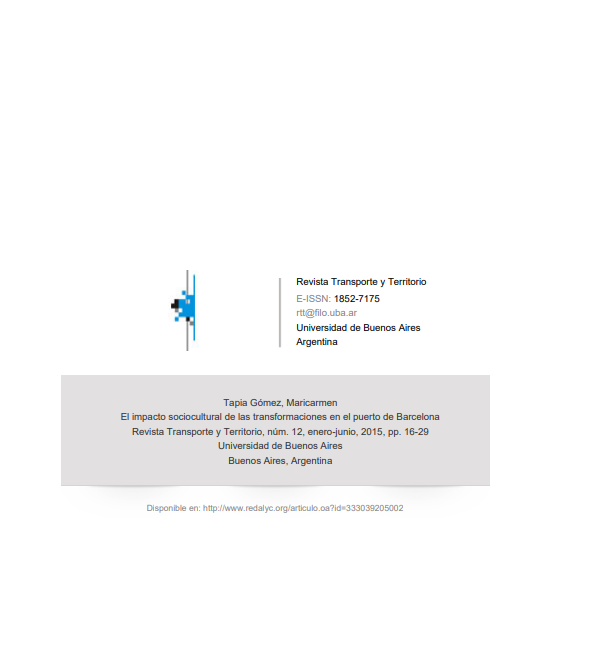 Revista Transporte y Territorio
E-ISSN: 1852-7175
rtt@filo.uba.ar
Universidad de Buenos Aires
Argentina
Tapia Gómez, Maricarmen
El impacto sociocultural de las transformaciones en el puerto de Barcelona
Revista Transporte y Territorio, núm. 12, enero-junio, 2015, pp. 16-29
Universidad de Buenos Aires
Buenos Aires, Argentina
Disponible en: http://www.redalyc.org/articulo.oa?id=333039205002